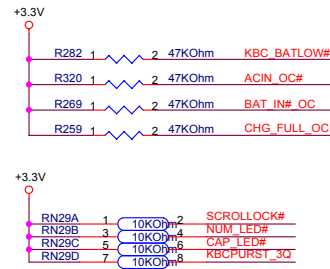 +3.3V
R282 1 2 47KOhm KBC_BATLOW#
R320 1 2 47KOhm ACIN_OC#
R269 1 2 47KOhm BAT_IN#_OC
R259 1 2 47KOhm CHG_FULL_OC
+3.3V
RN29A 1 10KOhm 2 SCROLLOCK#
RN29B 3 10KOhm 4 NUM_LED#
RN29C 5 10KOhm 6 CAP_LED#
RN29D 7 10KOhm 8 KBCPURST_3Q